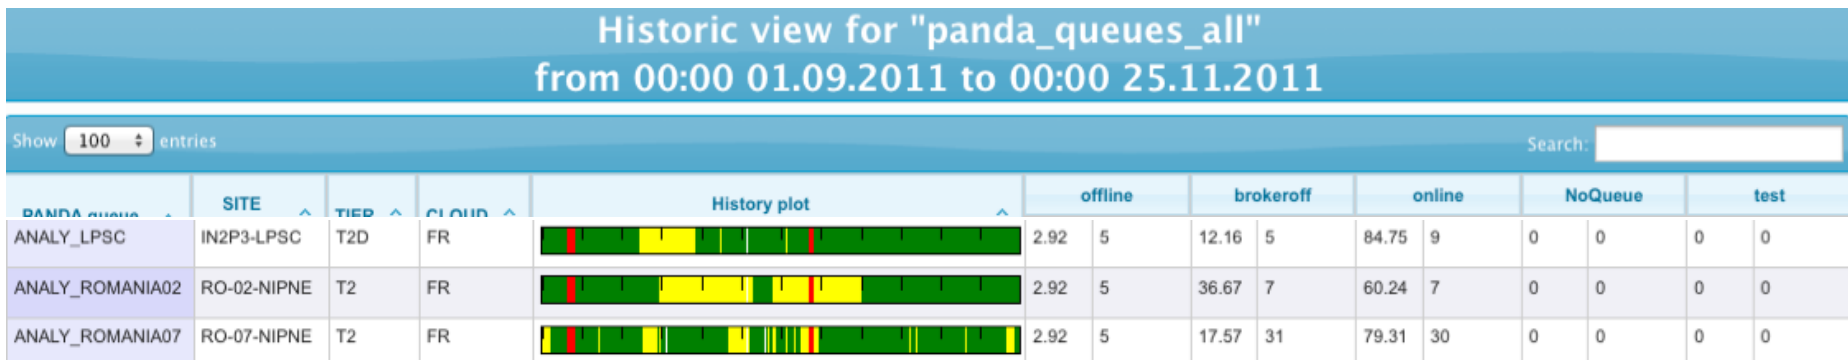 Historic view for "panda_queues_all"
from 00:00 01.09.2011 to 00:00 25.11.2011
Show 100 entries Search:
PANDA queue SITE TIER CLOUD History plot offline brokeroff online NoQueue test
ANALY_LPSC IN2P3-LPSC T2D FR 2.92 5 12.16 5 84.75 9 0 0 0 0
ANALY_ROMANIA02 RO-02-NIPNE T2 FR 2.92 5 36.67 7 60.24 7 0 0 0 0
ANALY_ROMANIA07 RO-07-NIPNE T2 FR 2.92 5 17.57 31 79.31 30 0 0 0 0